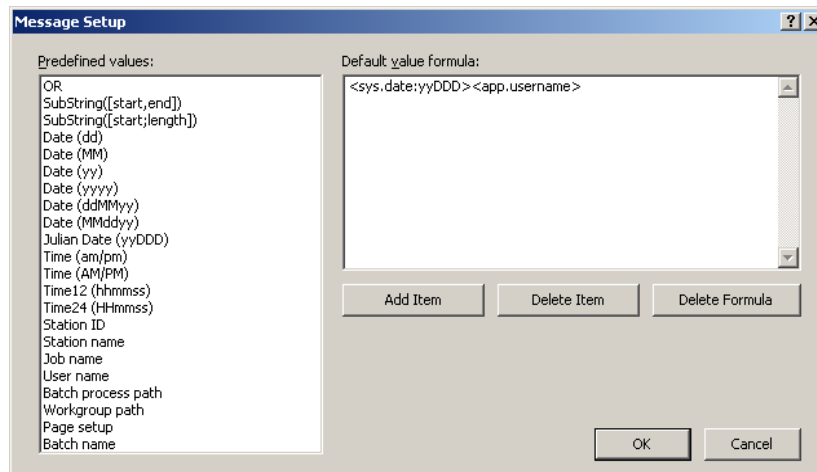 Message Setup
Predefined values:
OR
SubString([start,end])
SubString([start;length])
Date (dd)
Date (MM)
Date (yy)
Date (yyyy)
Date (ddMMyy)
Date (MMddyy)
Julian Date (yyDDD)
Time (am/pm)
Time (AM/PM)
Time12 (hhmmss)
Time24 (HHmmss)
Station ID
Station name
Job name
User name
Batch process path
Workgroup path
Page setup
Batch name
Default value formula:
<sys.date:yyDDD><app.username>
Add Item Delete Item Delete Formula
OK Cancel